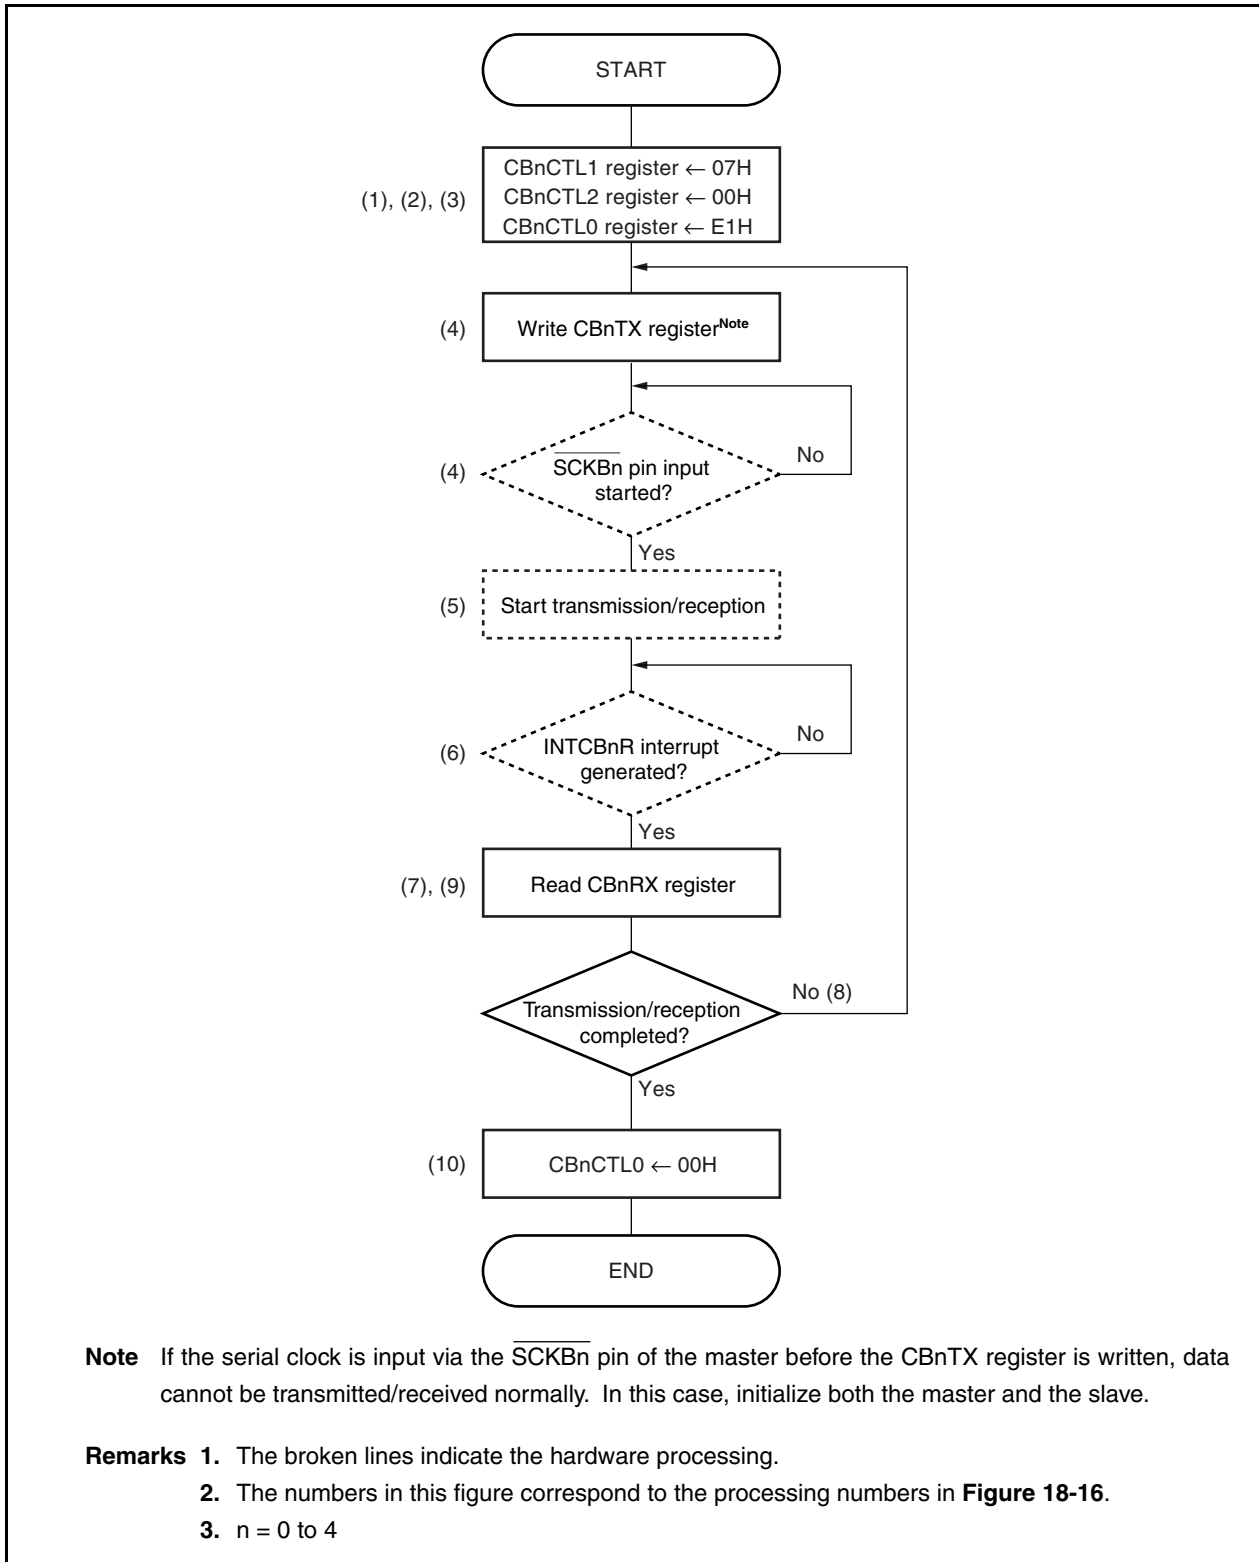 START
CBnCTL1 register ← 07H
(1), (2), (3)
CBnCTL2 register ← 00H
CBnCTL0 register ← E1H
(4)
Write CBnTX registerNote
(4)
SCKBn pin input
started?
No
Yes
(5)
Start transmission/reception
(6)
INTCBnR interrupt
generated?
No
Yes
(7), (9)
Read CBnRX register
Transmission/reception
completed?
No (8)
Yes
(10)
CBnCTL0 ← 00H
END
Note If the serial clock is input via the SCKBn pin of the master before the CBnTX register is written, data
cannot be transmitted/received normally. In this case, initialize both the master and the slave.
Remarks 1. The broken lines indicate the hardware processing.
2. The numbers in this figure correspond to the processing numbers in Figure 18-16.
3. n = 0 to 4